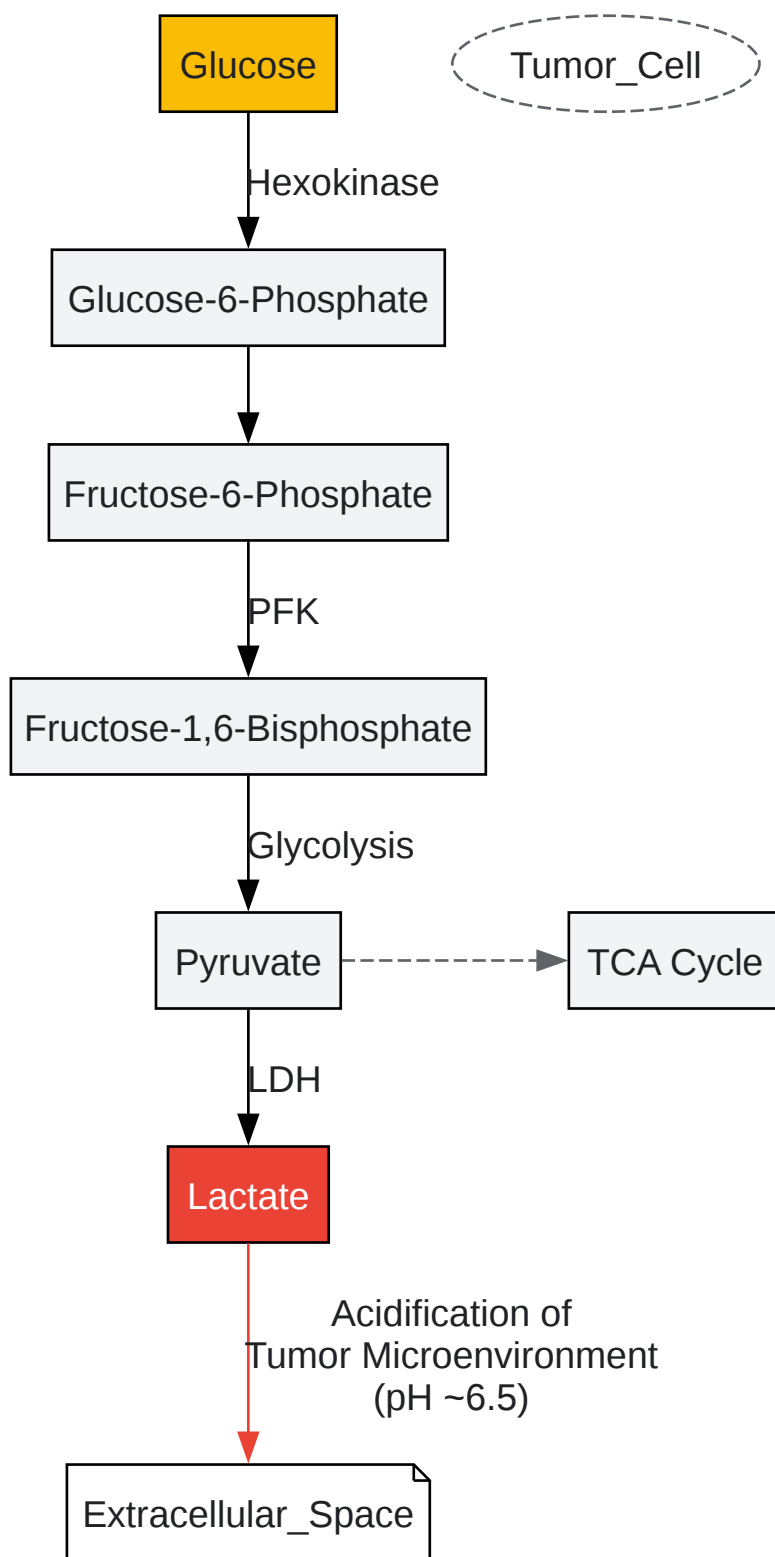 Glucose
Tumor_Cell
Hexokinase
Glucose-6-Phosphate
Fructose-6-Phosphate
PFK
Fructose-1,6-Bisphosphate
Glycolysis
Pyruvate
TCA Cycle
LDH
Lactate
Acidification of
Tumor Microenvironment
(pH ~6.5)
Extracellular_Space